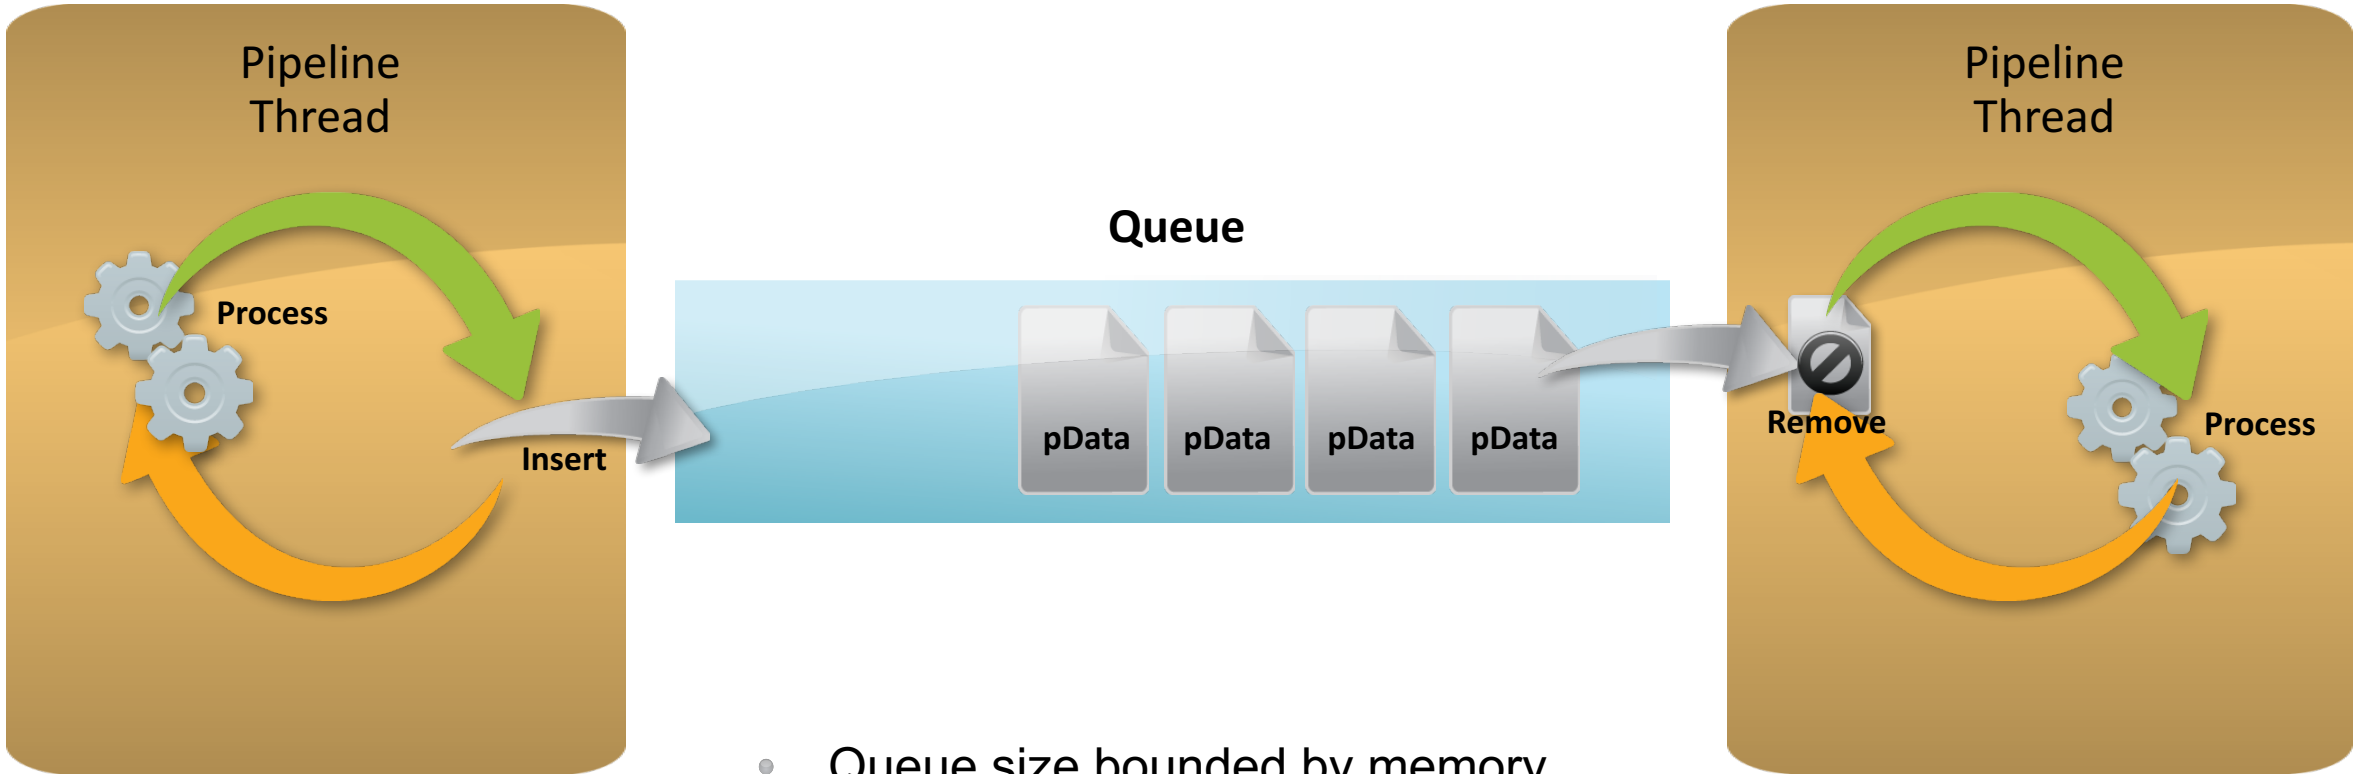 Pipeline
Thread
Process
Insert
Queue
pData pData pData pData
Pipeline
Thread
Remove
Process
Queue size bounded by memory